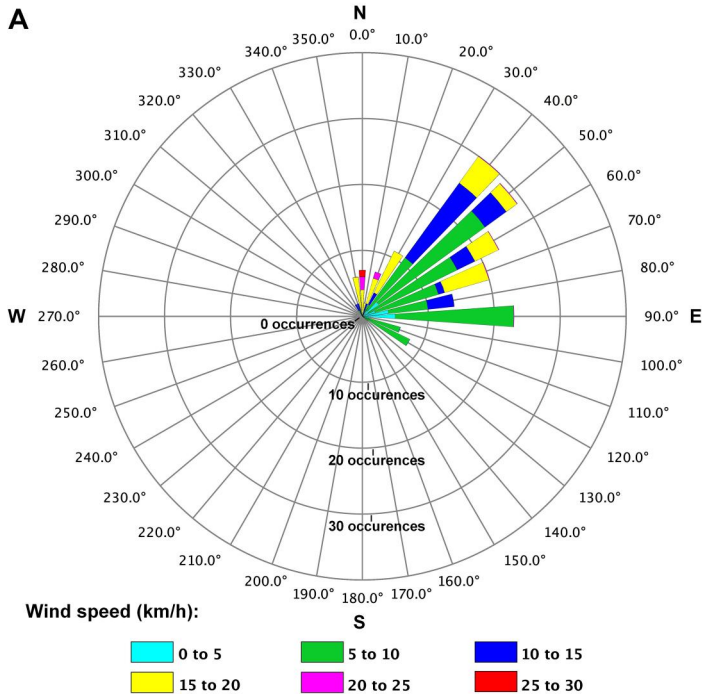 A
N
0.0°
350.0° 10.0°
340.0° 20.0°
330.0° 30.0°
320.0° 40.0°
310.0° 50.0°
300.0° 60.0°
290.0° 70.0°
280.0° 80.0°
W 270.0° 90.0° E
0 occurrences
260.0° 100.0°
250.0° 110.0°
10 occurences
240.0° 120.0°
20 occurences
230.0° 130.0°
30 occurences
220.0° 140.0°
210.0° 150.0°
200.0° 160.0°
190.0° 180.0° 170.0°
Wind speed (km/h):
S
0 to 5 5 to 10 10 to 15
15 to 20 20 to 25 25 to 30